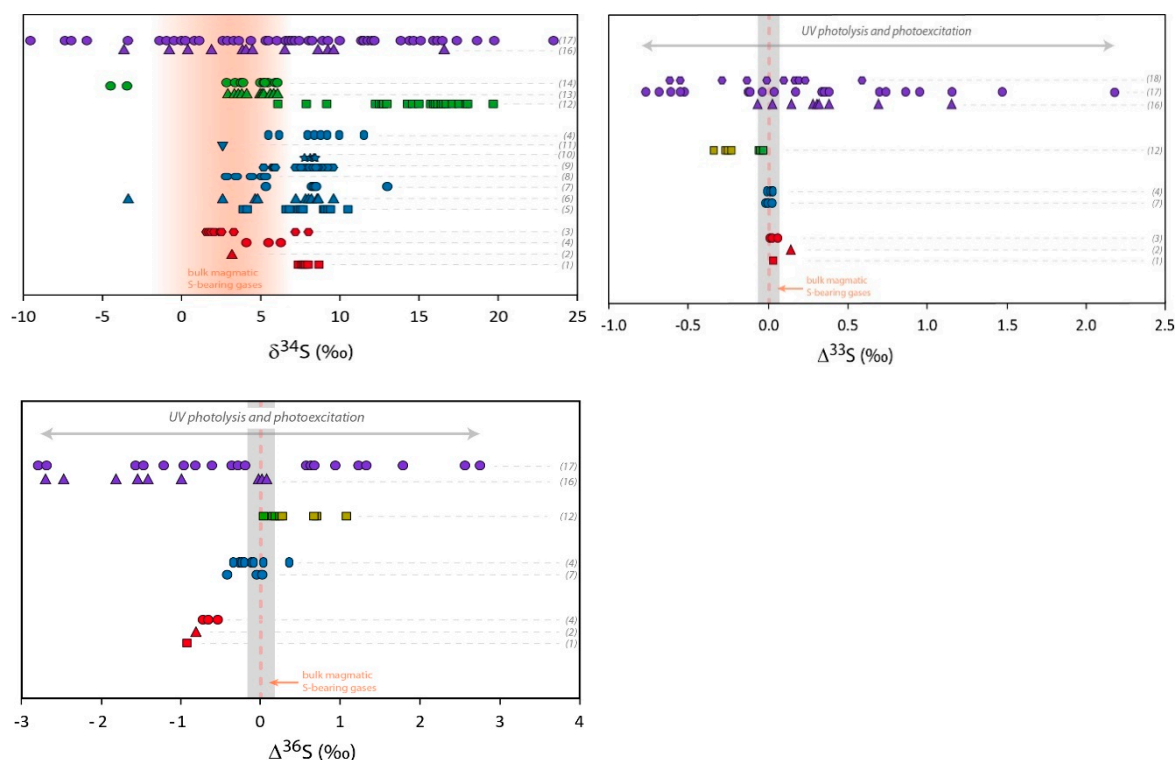 (17)
(16)
(14)
(13)
(12)
(4)
(11)
(10)
(9)
(8)
(7)
(6)
(5)
(3)
(4)
(2)
(1)
bulk magmatic
S-bearing gases
-10 -5 0 5 10 15 20 25
δ³⁴S (‰)
UV photolysis and photoexcitation
(18)
(17)
(16)
(12)
(4)
(7)
(3)
(2)
(1)
bulk magmatic
S-bearing gases
-1.0 -0.5 0.0 0.5 1.0 1.5 2.0 2.5
Δ³³S (‰)
UV photolysis and photoexcitation
(17)
(16)
(12)
(4)
(7)
(4)
(2)
(1)
bulk magmatic
S-bearing gases
-3 -2 -1 0 1 2 3 4
Δ³⁶S (‰)